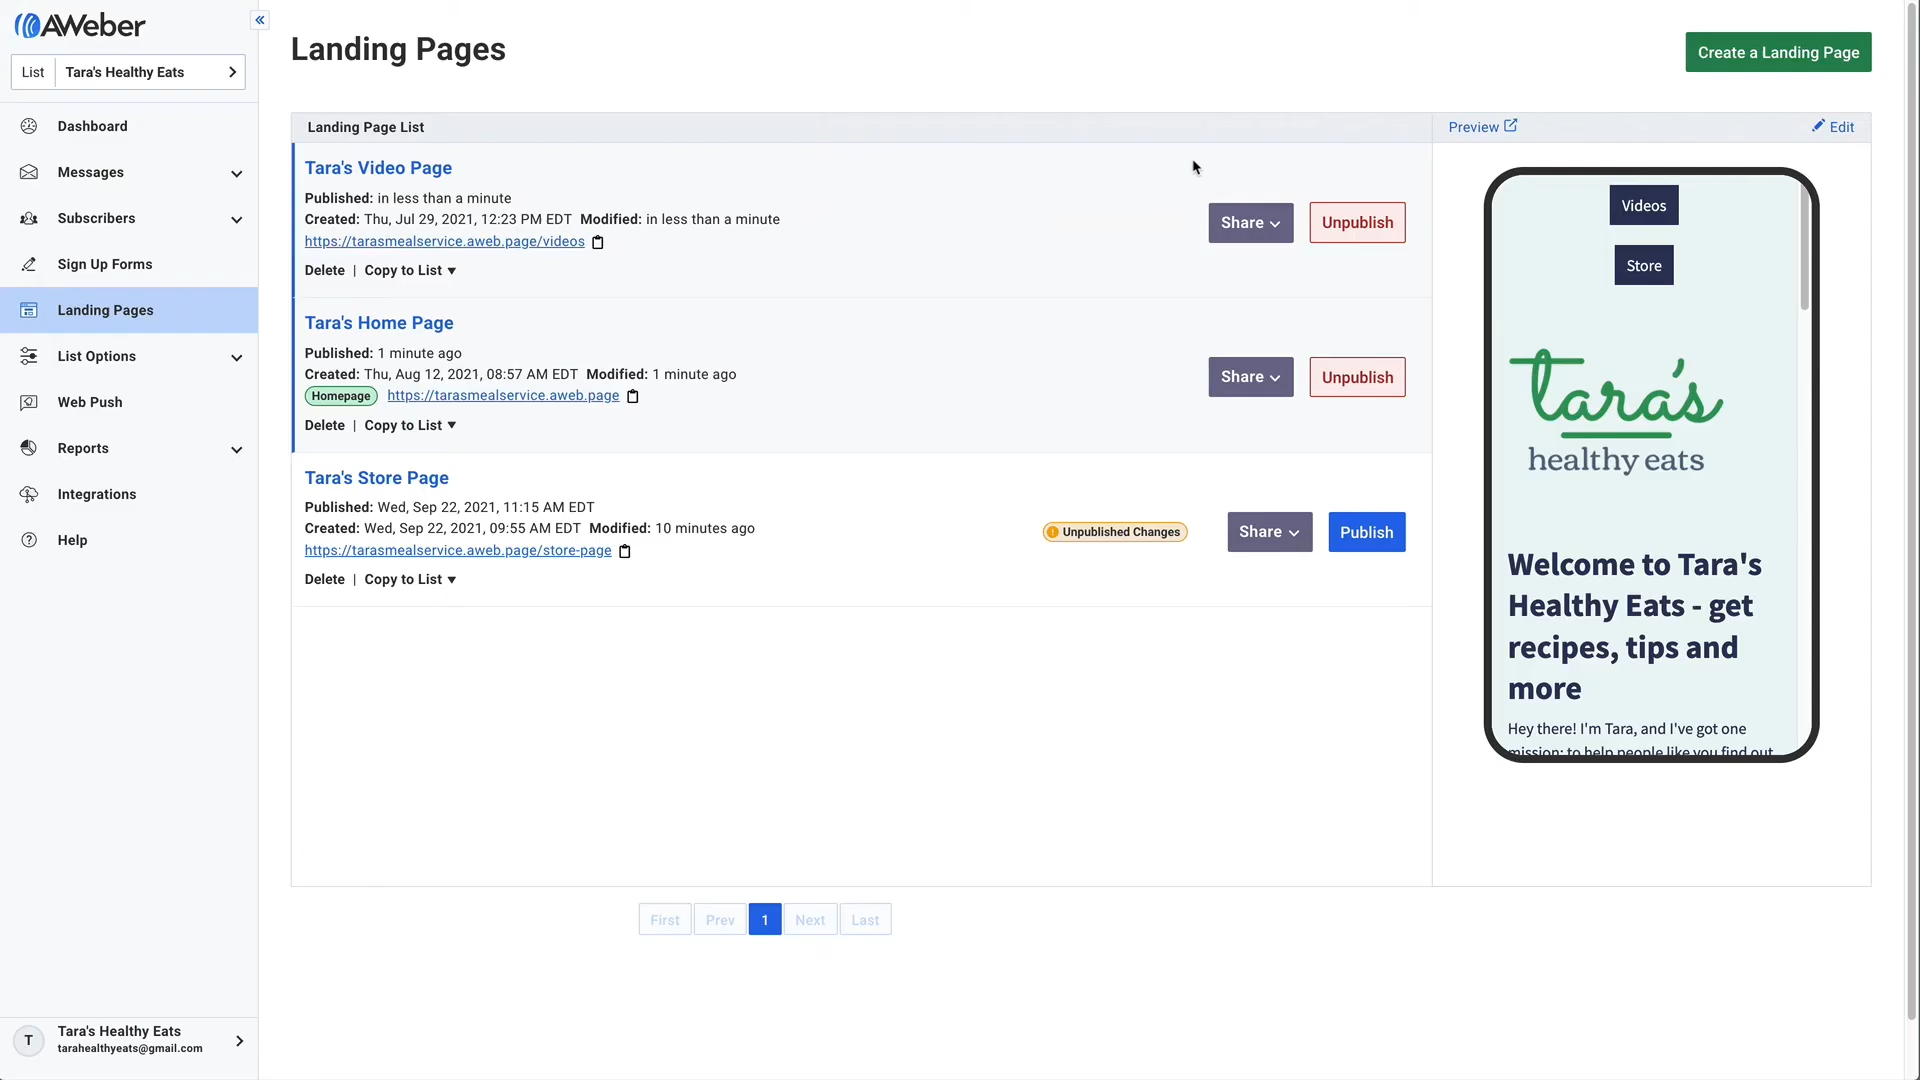 AWeber
«
List Tara's Healthy Eats
Dashboard
Messages
Subscribers
Sign Up Forms
Landing Pages
List Options
Web Push
Reports
Integrations
Help
T
Tara's Healthy Eats
tarahealthyeats@gmail.com
Landing Pages
Create a Landing Page
Landing Page List
Tara's Video Page
Published: in less than a minute
Created: Thu, Jul 29, 2021, 12:23 PM EDT Modified: in less than a minute
https://tarasmealservice.aweb.page/videos
Delete | Copy to List ▼
Share
Unpublish
Tara's Home Page
Published: 1 minute ago
Created: Thu, Aug 12, 2021, 08:57 AM EDT Modified: 1 minute ago
Homepage https://tarasmealservice.aweb.page
Delete | Copy to List ▼
Share
Unpublish
Tara's Store Page
Published: Wed, Sep 22, 2021, 11:15 AM EDT
Created: Wed, Sep 22, 2021, 09:55 AM EDT Modified: 10 minutes ago
https://tarasmealservice.aweb.page/store-page
Delete | Copy to List ▼
Unpublished Changes
Share
Publish
First Prev 1 Next Last
Preview
Edit
Videos
Store
tara's
healthy eats
Welcome to Tara's
Healthy Eats - get
recipes, tips and
more
Hey there! I'm Tara, and I've got one
mission: to help people like you find out